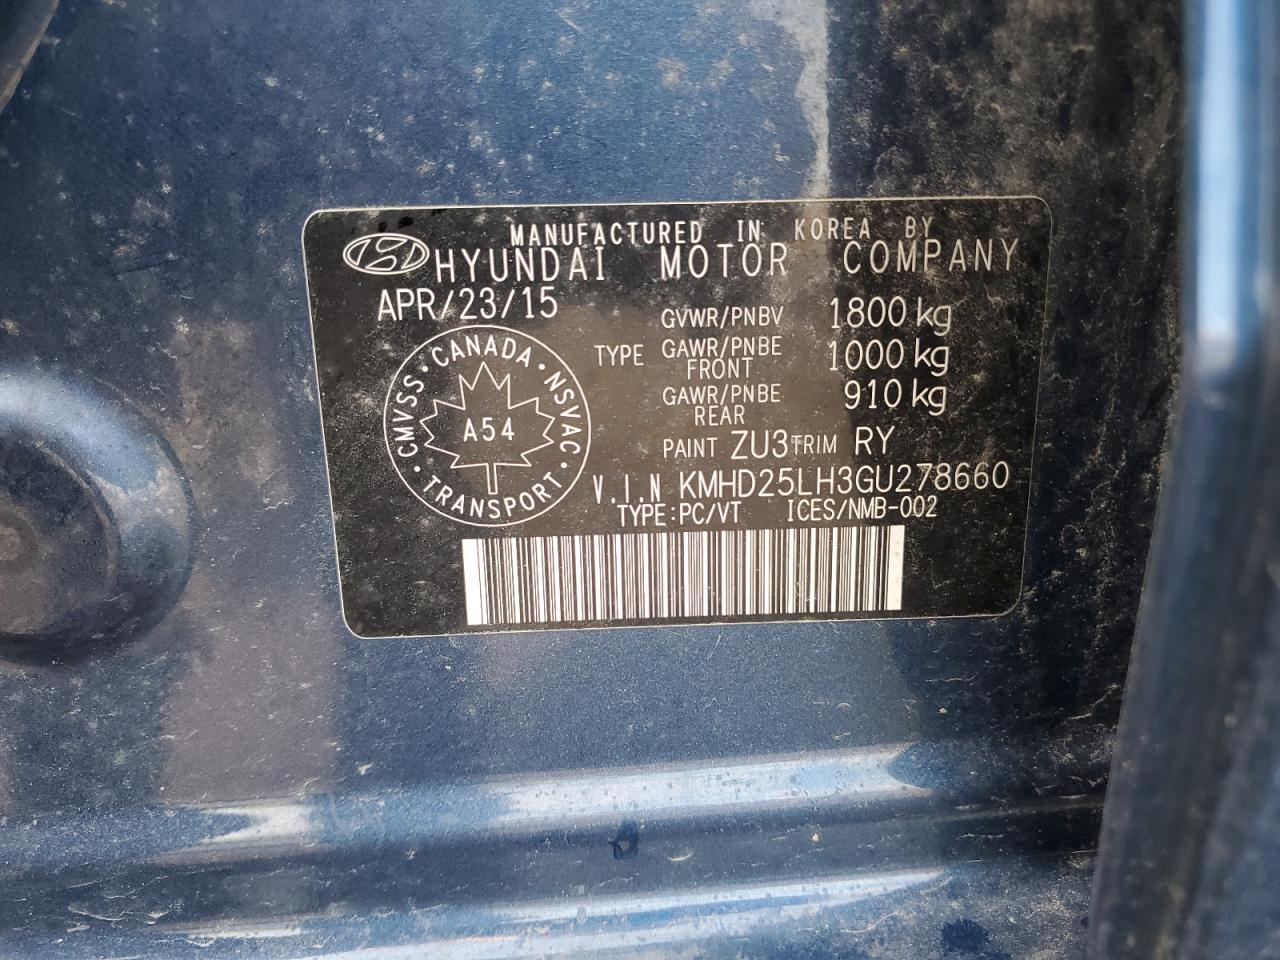 MANUFACTURED IN KOREA BY
HYUNDAI MOTOR COMPANY
APR/23/15
GVWR/PNBV 1800 kg
TYPE GAWR/PNBE FRONT 1000 kg
GAWR/PNBE REAR 910 kg
PAINT ZU3 TRIM RY
CANADA · NSVAC · TRANSPORT · CMVSS ·
A54
V.I.N KMHD25LH3GU278660
TYPE:PC/VT ICES/NMB-002